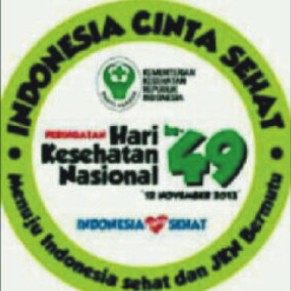 INDONESIA CINTA SEHAT
KEMENTERIAN
KESEHATAN
REPUBLIK
INDONESIA
PERINGATAN Hari ke-49
Kesehatan
Nasional
12 NOVEMBER 2013
INDONESIA SEHAT
Menuju Indonesia sehat dan JKN Bermutu